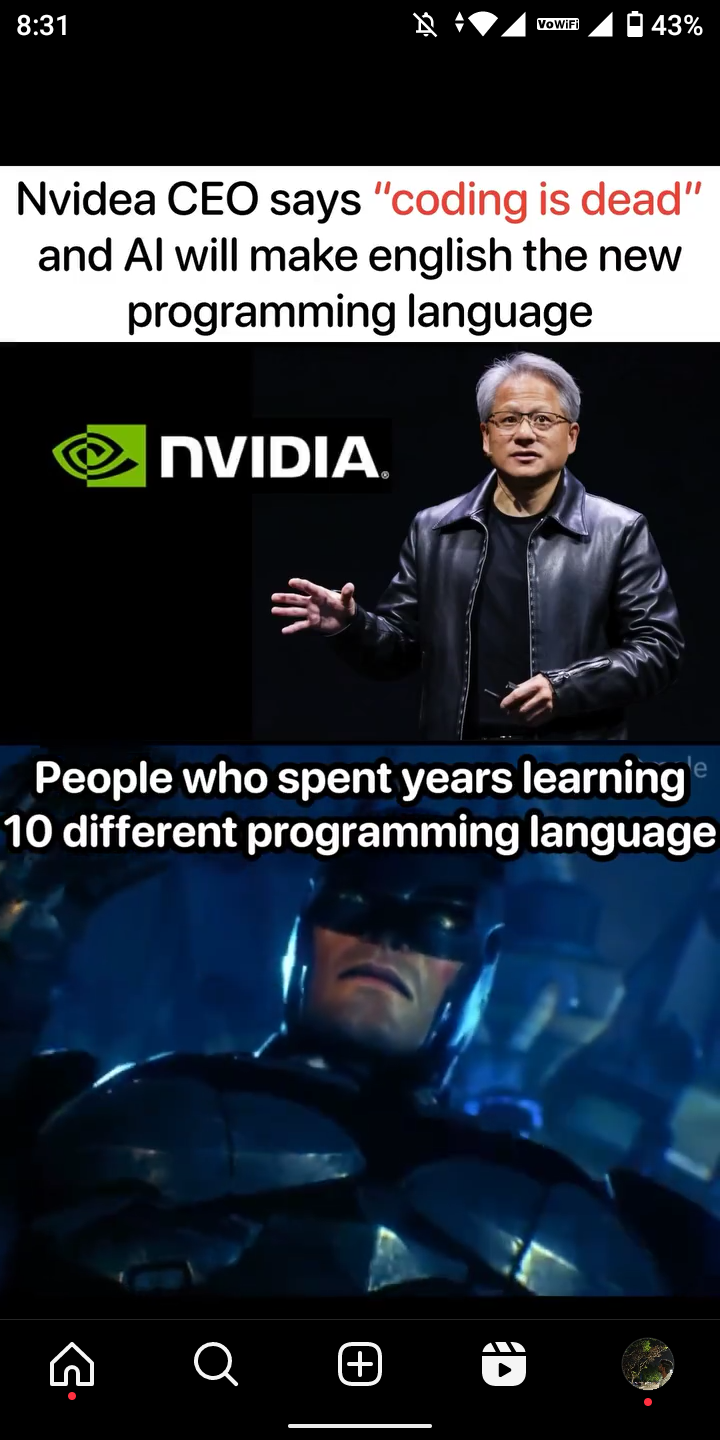 8:31
VoWiFi
43%
Nvidea CEO says “coding is dead”
and AI will make english the new
programming language
NVIDIA.
People who spent years learning
10 different programming language